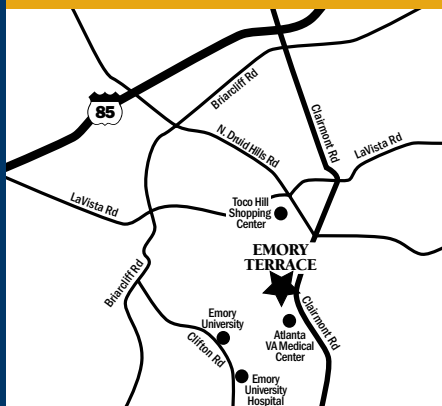 85
Briarcliff Rd
Clairmont Rd
N. Druid Hills Rd
LaVista Rd
LaVista Rd
Toco Hill
Shopping
Center
EMORY
TERRACE
Briarcliff Rd
Clairmont Rd
Emory
University
Atlanta
VA Medical
Center
Clifton Rd
Emory
University
Hospital